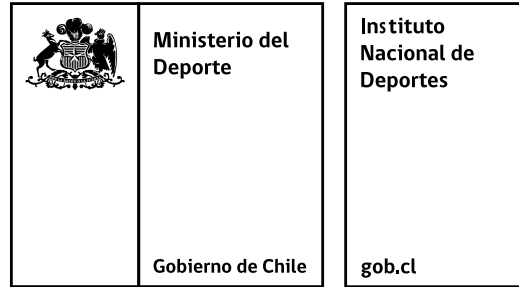 Ministerio del
Deporte
Gobierno de Chile
Instituto
Nacional de
Deportes
gob.cl